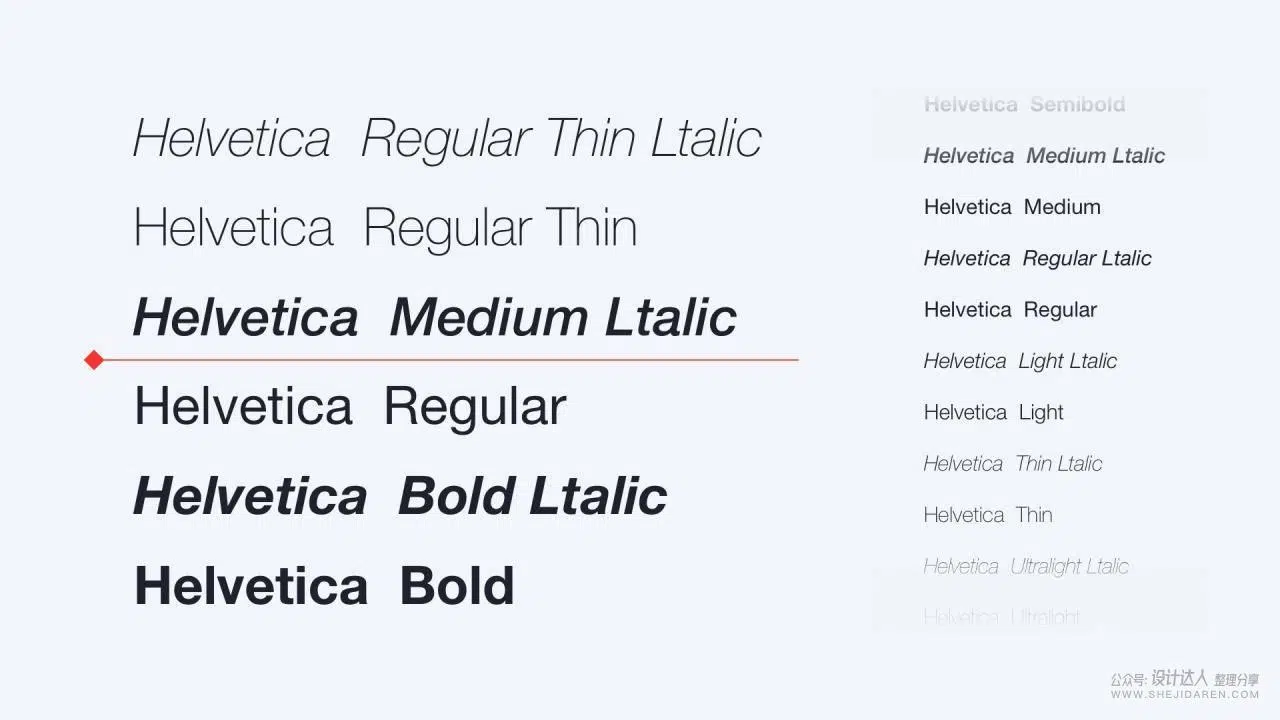 Helvetica Regular Thin Ltalic
Helvetica Regular Thin
Helvetica Medium Ltalic
Helvetica Regular
Helvetica Bold Ltalic
Helvetica Bold
Helvetica Semibold
Helvetica Medium Ltalic
Helvetica Medium
Helvetica Regular Ltalic
Helvetica Regular
Helvetica Light Ltalic
Helvetica Light
Helvetica Thin Ltalic
Helvetica Thin
Helvetica Ultralight Ltalic
Helvetica Ultralight
公众号: 设计达人 整理分享
WWW.SHEJIDAREN.COM